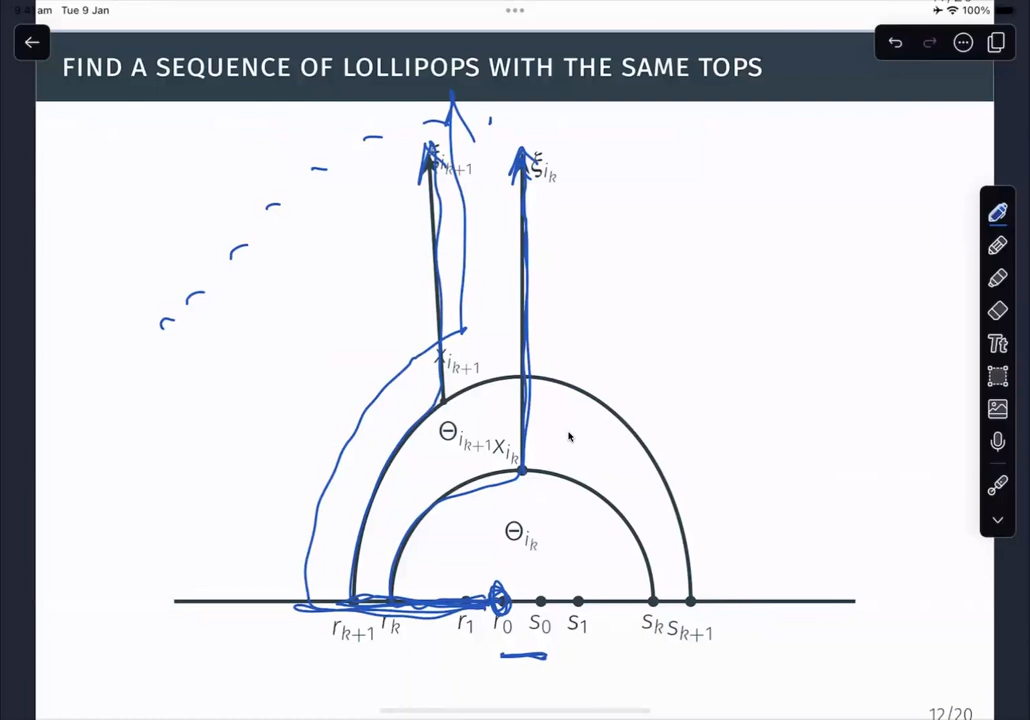 am Tue 9 Jan
100%
FIND A SEQUENCE OF LOLLIPOPS WITH THE SAME TOPS
ξ_{i_{k+1}} ξ_{i_k}
x_{i_{k+1}}
Θ_{i_{k+1}} x_{i_k}
Θ_{i_k}
r_{k+1} r_k r_1 r_0 s_0 s_1 s_k s_{k+1}
Tt
12/20